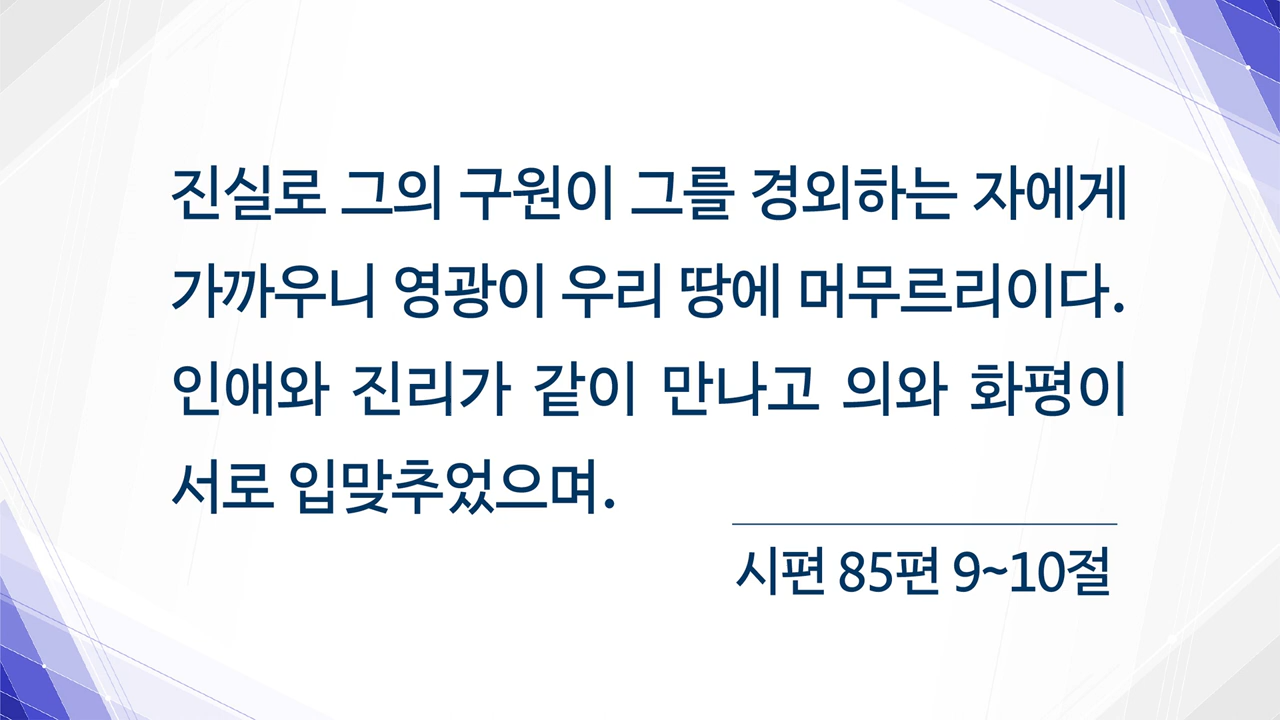 진실로 그의 구원이 그를 경외하는 자에게
가까우니 영광이 우리 땅에 머무르리이다.
인애와 진리가 같이 만나고 의와 화평이
서로 입맞추었으며.
시편 85편 9~10절